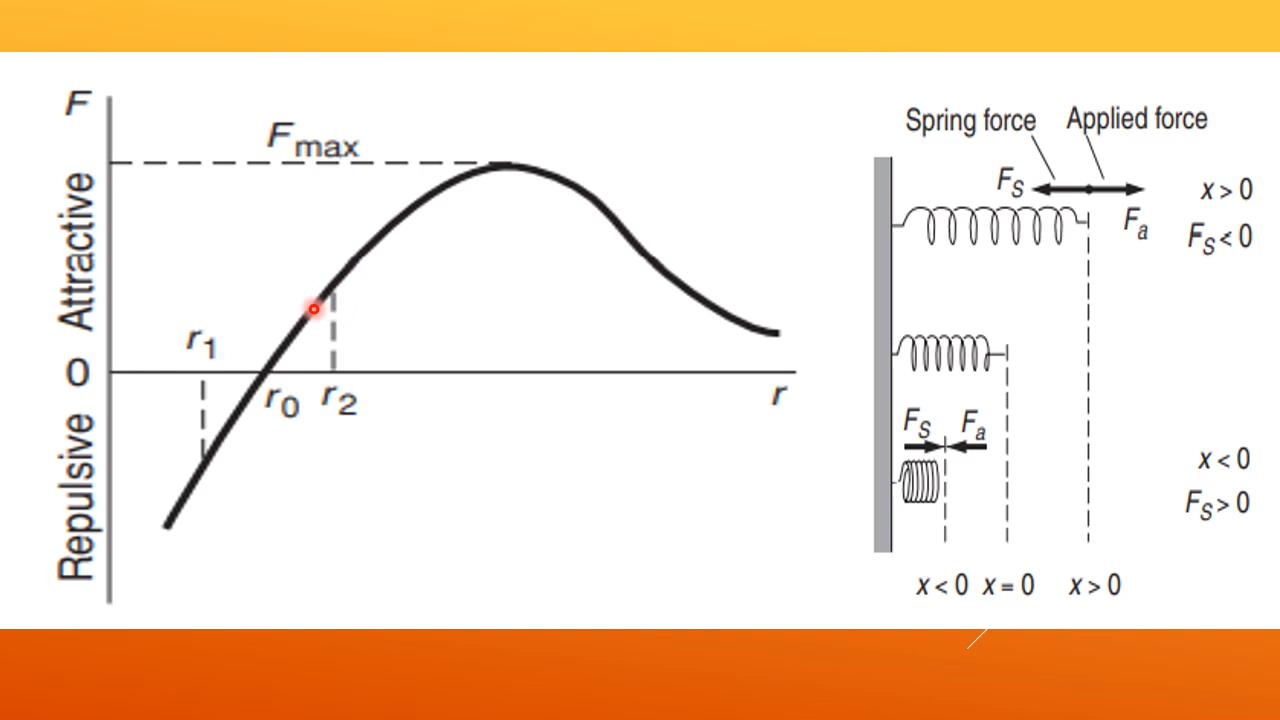 F
Fmax
Attractive
r1
O
r0 r2 r
Repulsive
Spring force Applied force
FS x > 0
Fa FS < 0
FS Fa
x < 0
FS > 0
x < 0 x = 0 x > 0